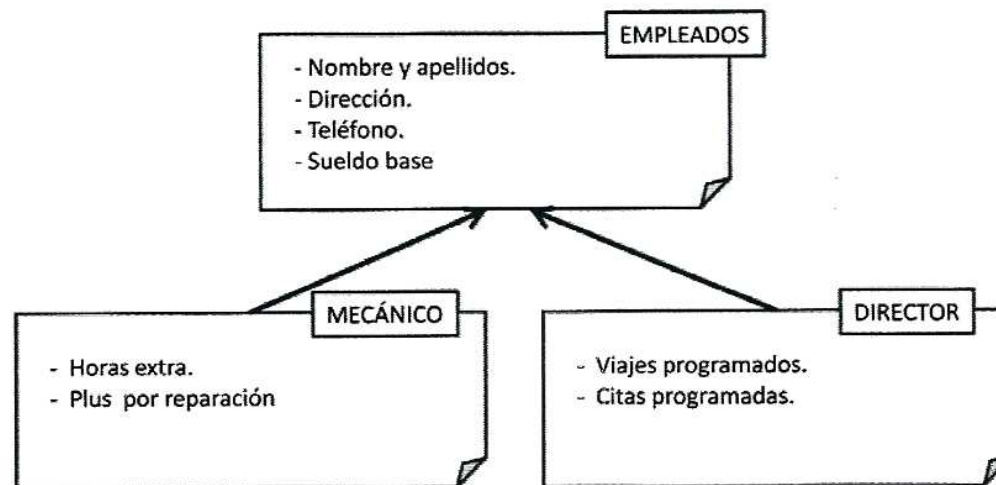 EMPLEADOS
- Nombre y apellidos.
- Dirección.
- Teléfono.
- Sueldo base
MECÁNICO
- Horas extra.
- Plus por reparación
DIRECTOR
- Viajes programados.
- Citas programadas.